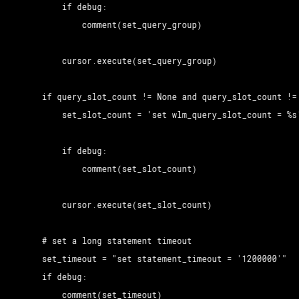 if debug:
comment(set_query_group)
cursor.execute(set_query_group)
if query_slot_count != None and query_slot_count !=
set_slot_count = 'set wlm_query_slot_count = %s
if debug:
comment(set_slot_count)
cursor.execute(set_slot_count)
# set a long statement timeout
set_timeout = "set statement_timeout = '1200000'"
if debug:
comment(set_timeout)